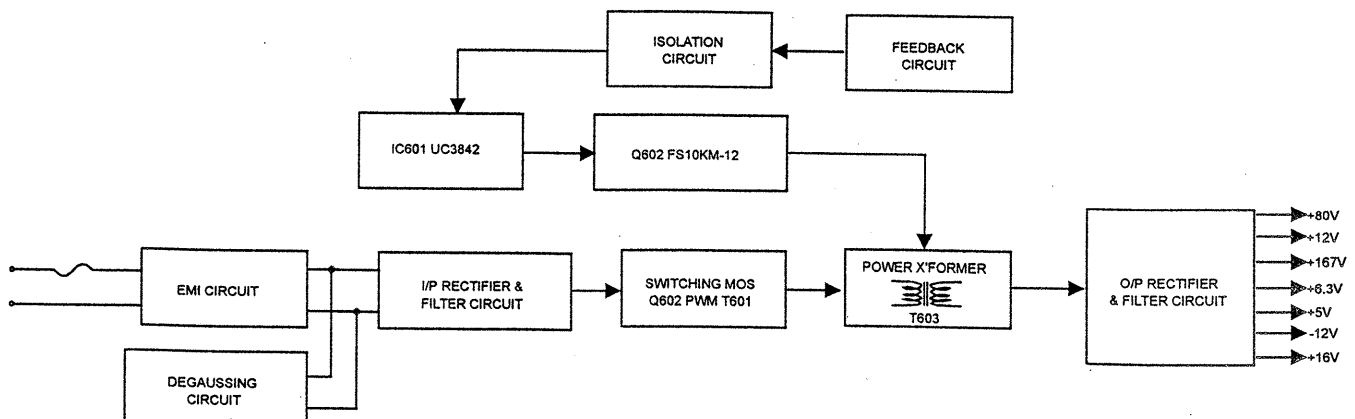 ISOLATION
CIRCUIT
FEEDBACK
CIRCUIT
IC601 UC3842
Q602 FS10KM-12
EMI CIRCUIT
I/P RECTIFIER &
FILTER CIRCUIT
SWITCHING MOS
Q602 PWM T601
POWER X'FORMER
T603
O/P RECTIFIER
& FILTER CIRCUIT
+80V
+12V
+167V
+6.3V
+5V
-12V
+16V
DEGAUSSING
CIRCUIT